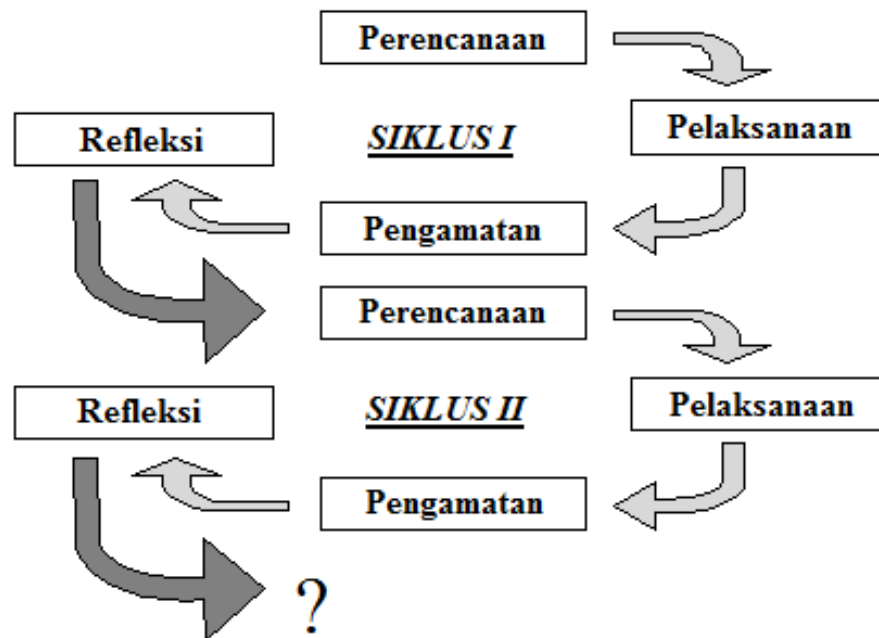 Perencanaan
Refleksi
SIKLUS I
Pelaksanaan
Pengamatan
Perencanaan
Refleksi
SIKLUS II
Pelaksanaan
Pengamatan
?